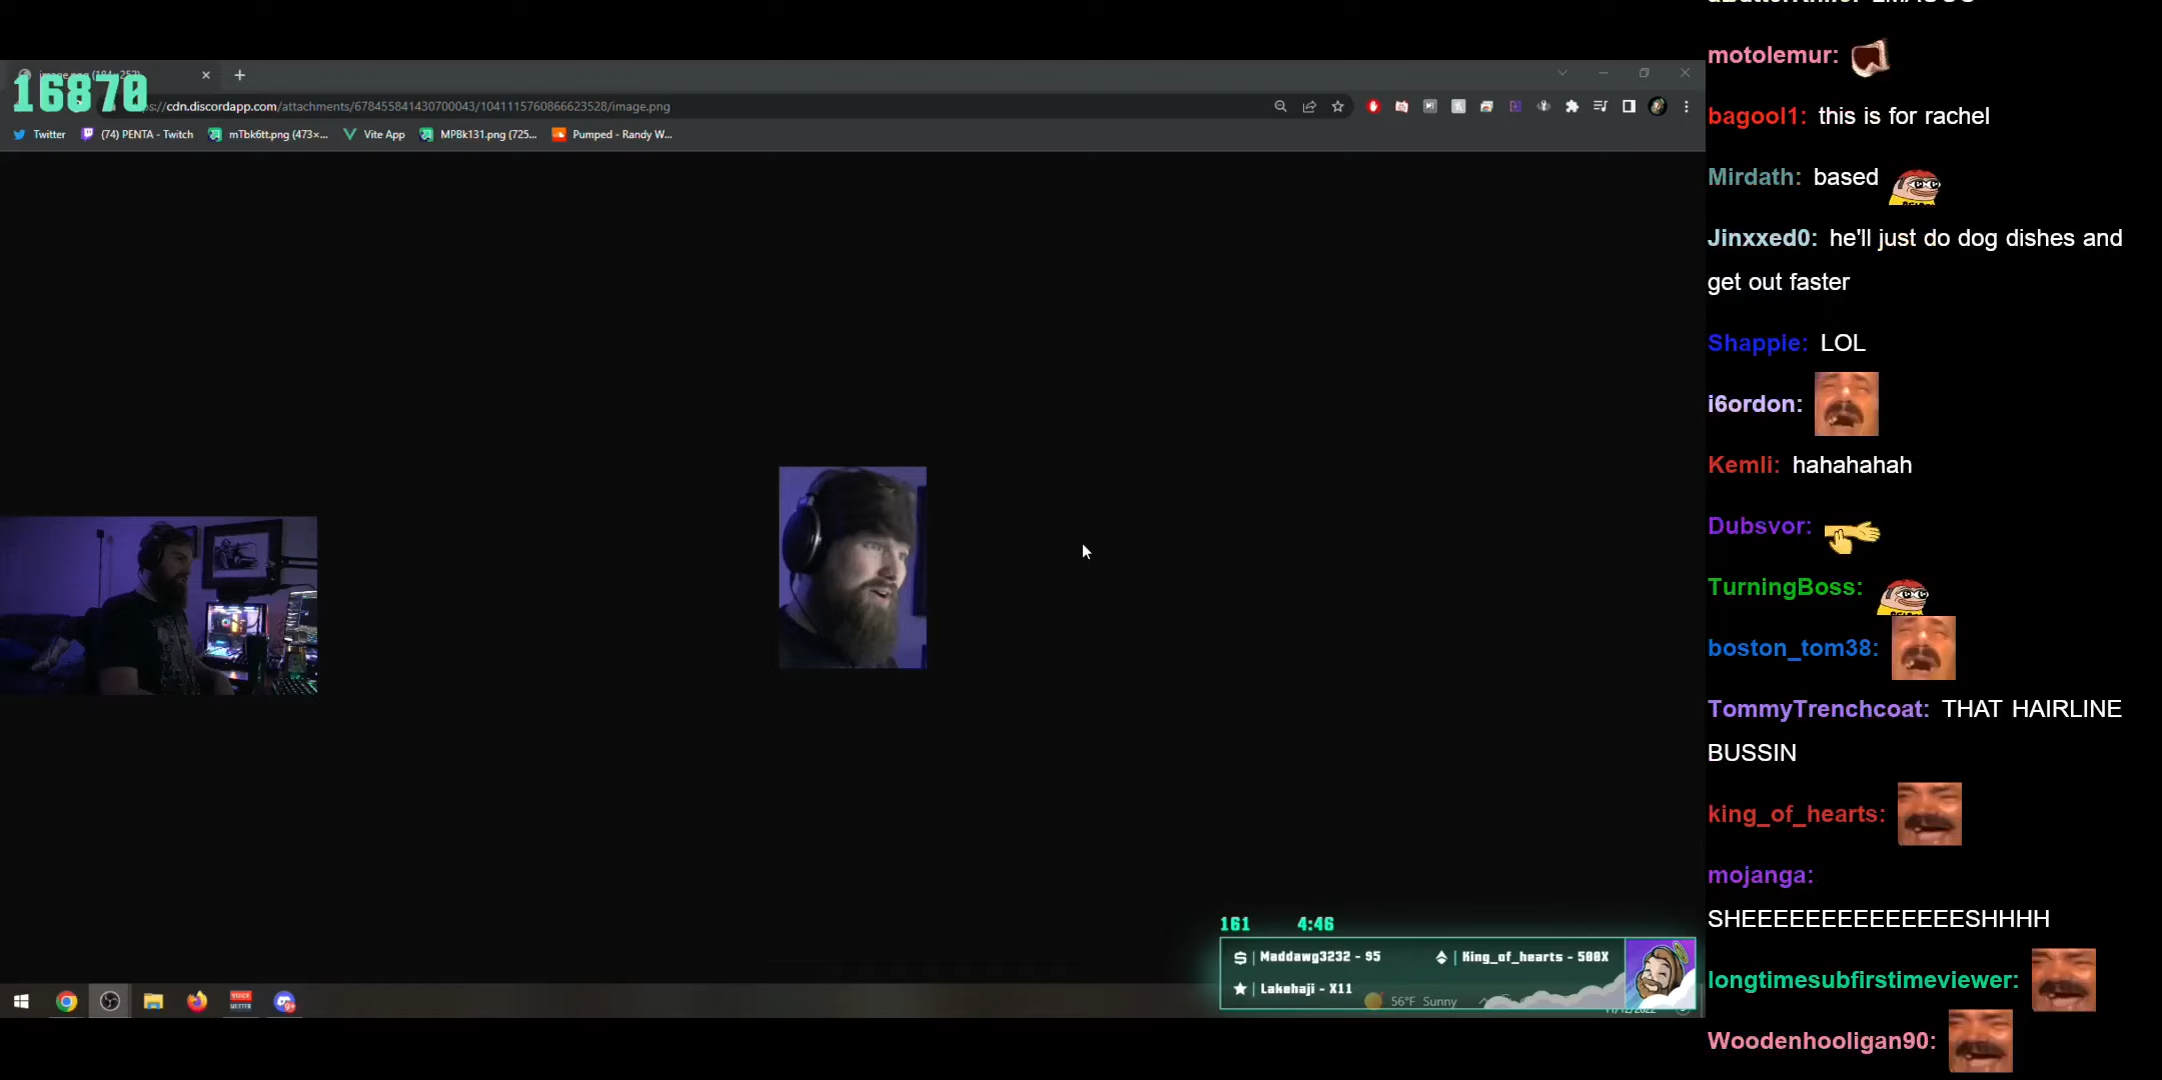 motolemur:
16870
cdn.discordapp.com/attachments/678455841430700043/1041115760866623528/image.png
bagool1: this is for rachel
Twitter
(74) PENTA - Twitch
mTbk6tt.png (473×...
Vite App
MPBk131.png (725...
Pumped - Randy W...
Mirdath: based
Jinxxed0: he'll just do dog dishes and
get out faster
Shappie: LOL
i6ordon:
Kemli: hahahahah
Dubsvor:
TurningBoss:
boston_tom38:
TommyTrenchcoat: THAT HAIRLINE
BUSSIN
king_of_hearts:
mojanga:
SHEEEEEEEEEEEEEESHHHH
161 4:46
Maddawg3232 - 95
King_of_hearts - 500X
Lakehaji - X11
56°F Sunny
longtimesubfirstimeviewer:
Woodenhooligan90: